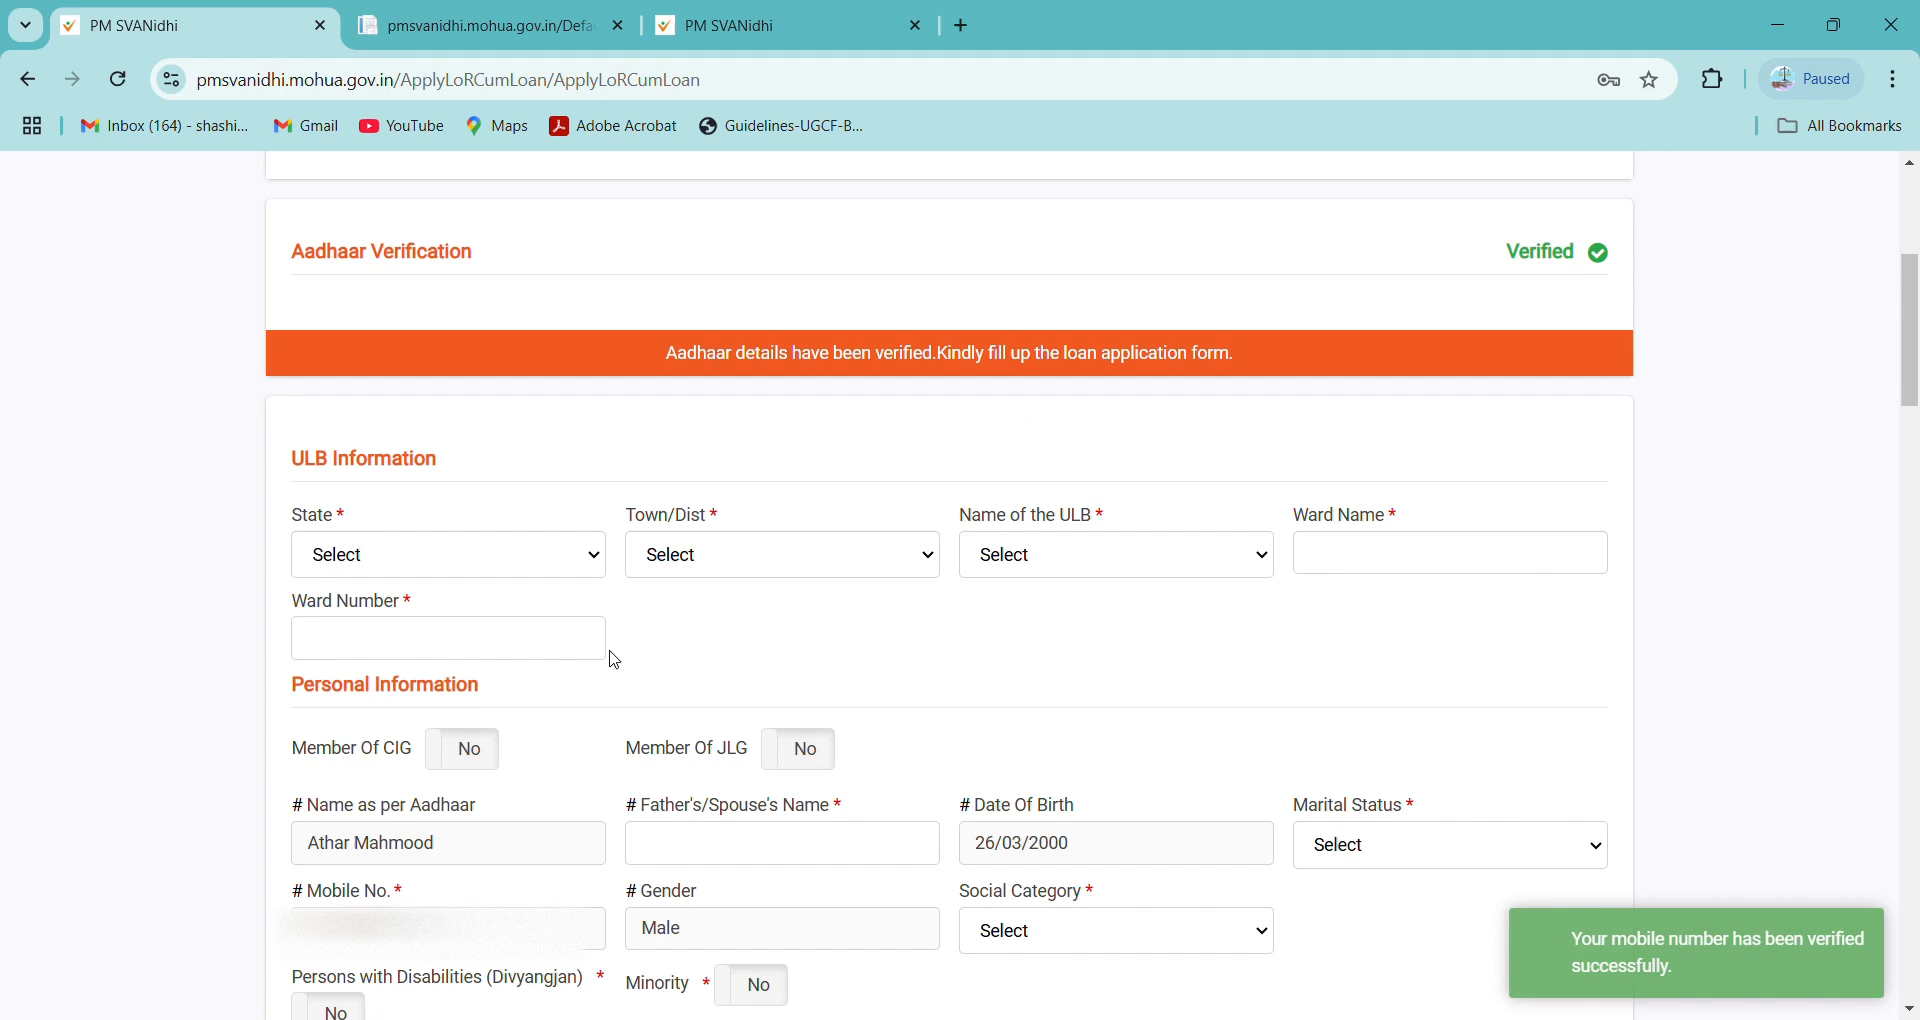 PM SVANidhi
pmsvanidhi.mohua.gov.in/Defa
PM SVANidhi
pmsvanidhi.mohua.gov.in/ApplyLoRCumLoan/ApplyLoRCumLoan
Paused
Inbox (164) - shashi...
Gmail
YouTube
Maps
Adobe Acrobat
Guidelines-UGCF-B...
All Bookmarks
Aadhaar Verification
Verified
Aadhaar details have been verified.Kindly fill up the loan application form.
ULB Information
State *
Town/Dist *
Name of the ULB *
Ward Name *
Select
Select
Select
Ward Number *
Personal Information
Member Of CIG
No
Member Of JLG
No
# Name as per Aadhaar
# Father's/Spouse's Name *
# Date Of Birth
Marital Status *
Athar Mahmood
26/03/2000
Select
# Mobile No. *
# Gender
Social Category *
Male
Select
Your mobile number has been verified
successfully.
Persons with Disabilities (Divyangjan) *
Minority *
No
No